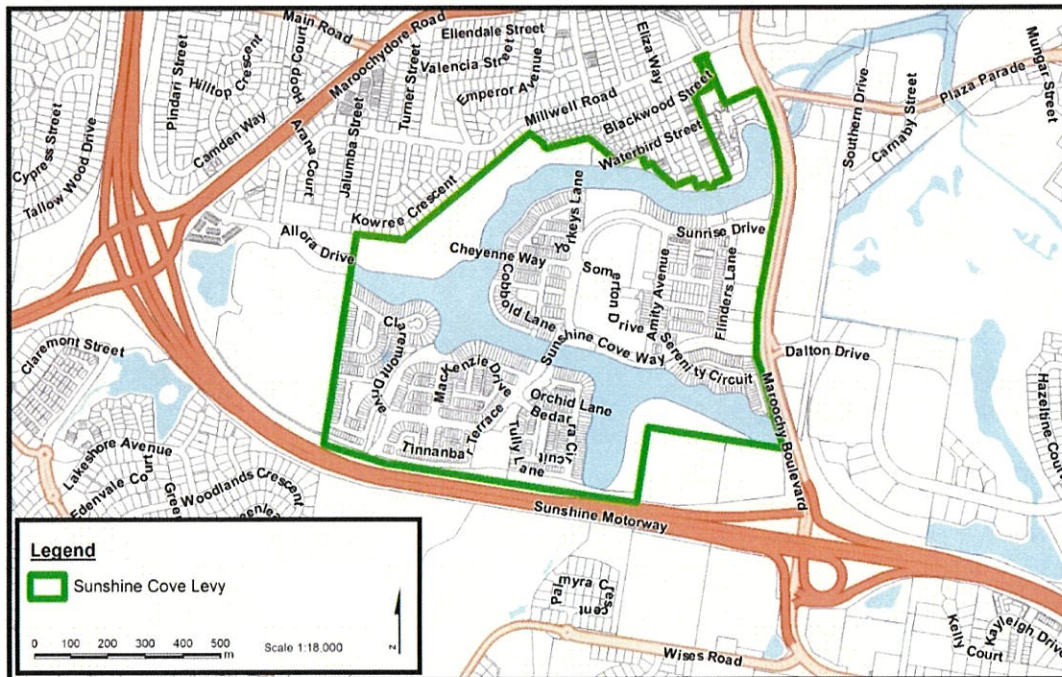 Main Road
Maroochydore Road
Ellendale Street
Valencia Street
Emperor Avenue
Eliza Way
Mungar Street
Plaza Parade
Pindari Street
Hilltop Crescent
Hoop Court
Turner Street
Millwell Road
Blackwood Street
Southern Drive
Carnaby Street
Cypress Street
Tallow Wood Drive
Camden Way
Arana Court
Jalumba Street
Waterbird Street
Kowree Crescent
Allora Drive
Cheyenne Way
Yorkeys Lane
Sunrise Drive
Somerton Drive
Amity Avenue
Flinders Lane
Cobbold Lane
Sunshine Cove Way
Serenity Circuit
Dalton Drive
Maroochy Boulevard
Claremont Street
Claremont Drive
MacKenzie Drive
Orchid Lane
Bedarra Circuit
Tinnanbar Terrace
Tully Lane
Hazeltine Court
Lakeshore Avenue
Edenvale Court
Woodlands Crescent
Sunshine Motorway
Palmyra Crescent
Wises Road
Kelly Court
Kayleigh Drive
Legend
Sunshine Cove Levy
0 100 200 300 400 500
m
Scale 1:18,000
z